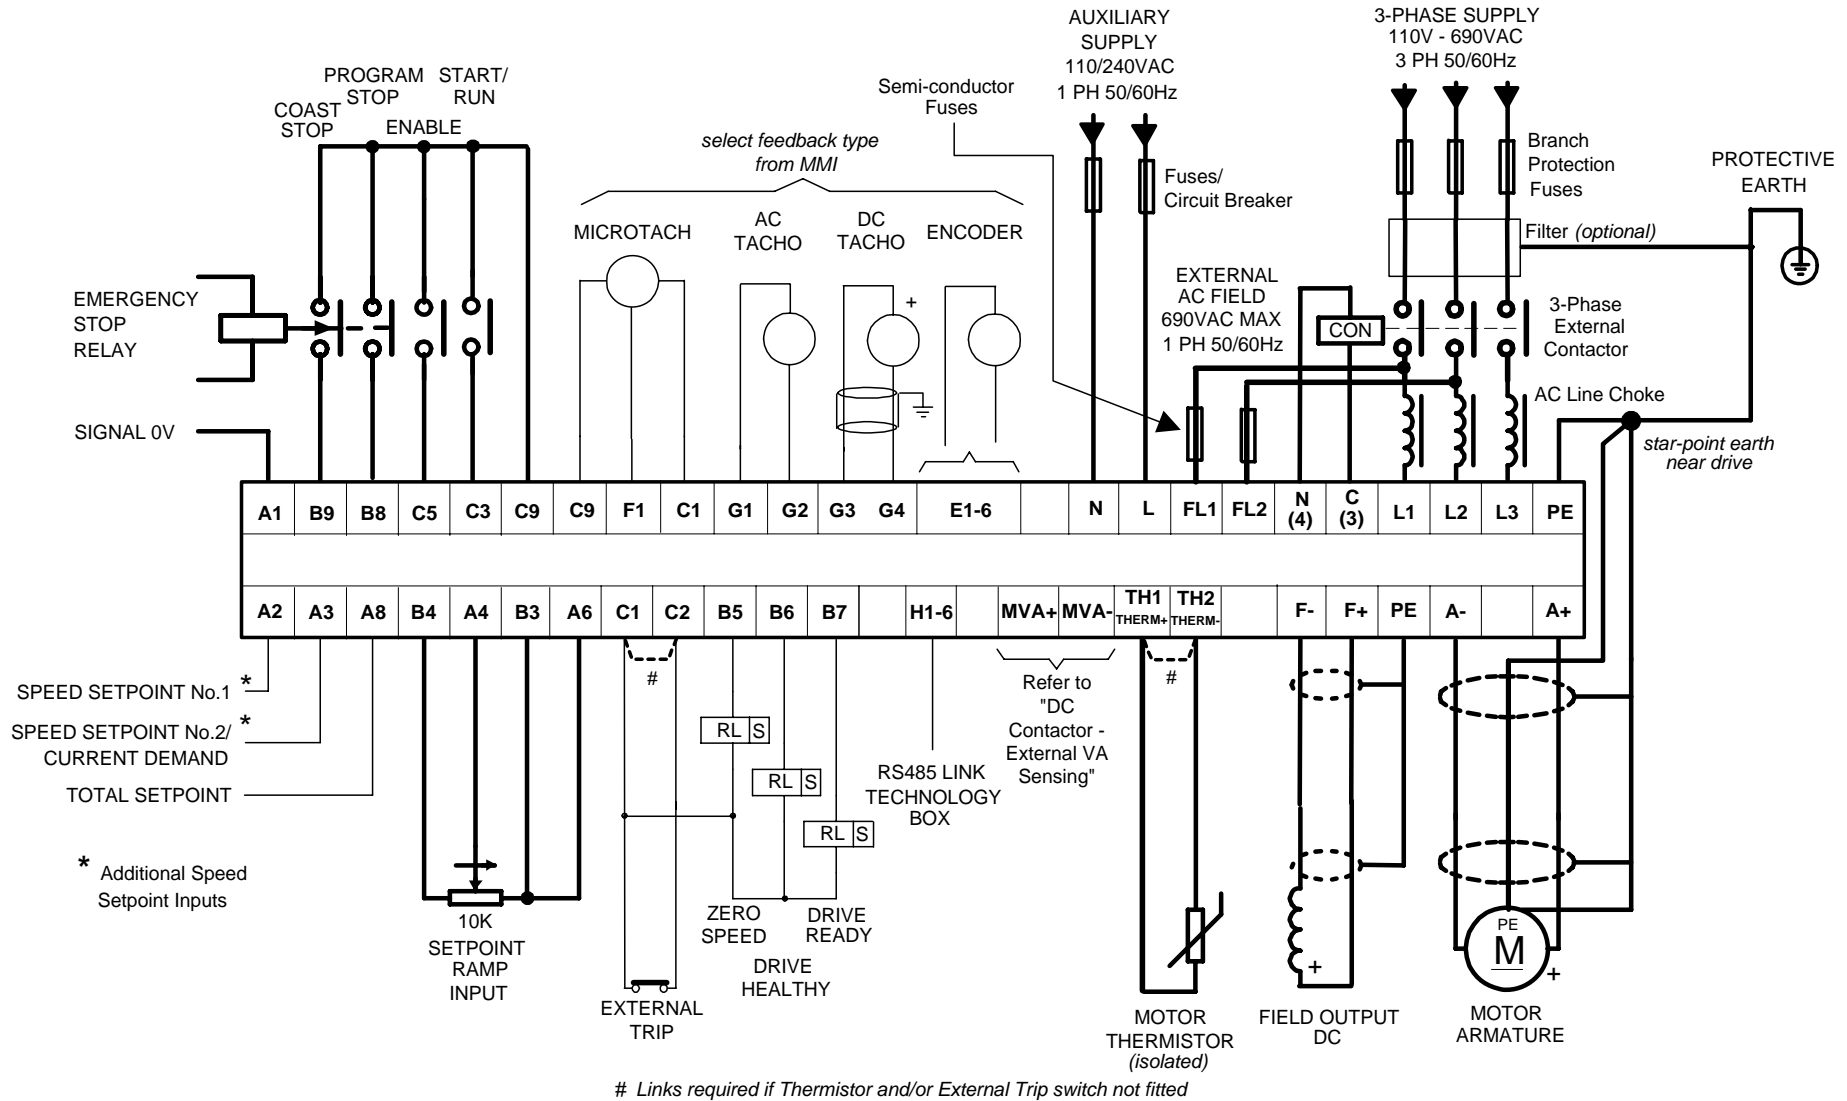 AUXILIARY
SUPPLY
110/240VAC
1 PH 50/60Hz
3-PHASE SUPPLY
110V - 690VAC
3 PH 50/60Hz
PROGRAM
STOP
START/
RUN
COAST
STOP
ENABLE
Semi-conductor
Fuses
select feedback type
from MMI
Fuses/
Circuit Breaker
Branch
Protection
Fuses
PROTECTIVE
EARTH
MICROTACH
AC
TACHO
DC
TACHO
ENCODER
Filter (optional)
EMERGENCY
STOP
RELAY
+
EXTERNAL
AC FIELD
690VAC MAX
1 PH 50/60Hz
CON
3-Phase
External
Contactor
AC Line Choke
SIGNAL 0V
star-point earth
near drive
A1 B9 B8 C5 C3 C9 C9 F1 C1 G1 G2 G3 G4 E1-6 N L FL1 FL2 N (4) C (3) L1 L2 L3 PE
A2 A3 A8 B4 A4 B3 A6 C1 C2 B5 B6 B7 H1-6 MVA+ MVA- TH1 THERM+ TH2 THERM- F- F+ PE A- A+
# #
SPEED SETPOINT No.1 *
SPEED SETPOINT No.2/ *
CURRENT DEMAND
TOTAL SETPOINT
Refer to
"DC
Contactor -
External VA
Sensing"
RL S
RL S
RL S
RS485 LINK
TECHNOLOGY
BOX
* Additional Speed
Setpoint Inputs
10K
SETPOINT
RAMP
INPUT
ZERO
SPEED
DRIVE
READY
DRIVE
HEALTHY
EXTERNAL
TRIP
MOTOR
THERMISTOR
(isolated)
+
FIELD OUTPUT
DC
PE
M
+
MOTOR
ARMATURE
# Links required if Thermistor and/or External Trip switch not fitted